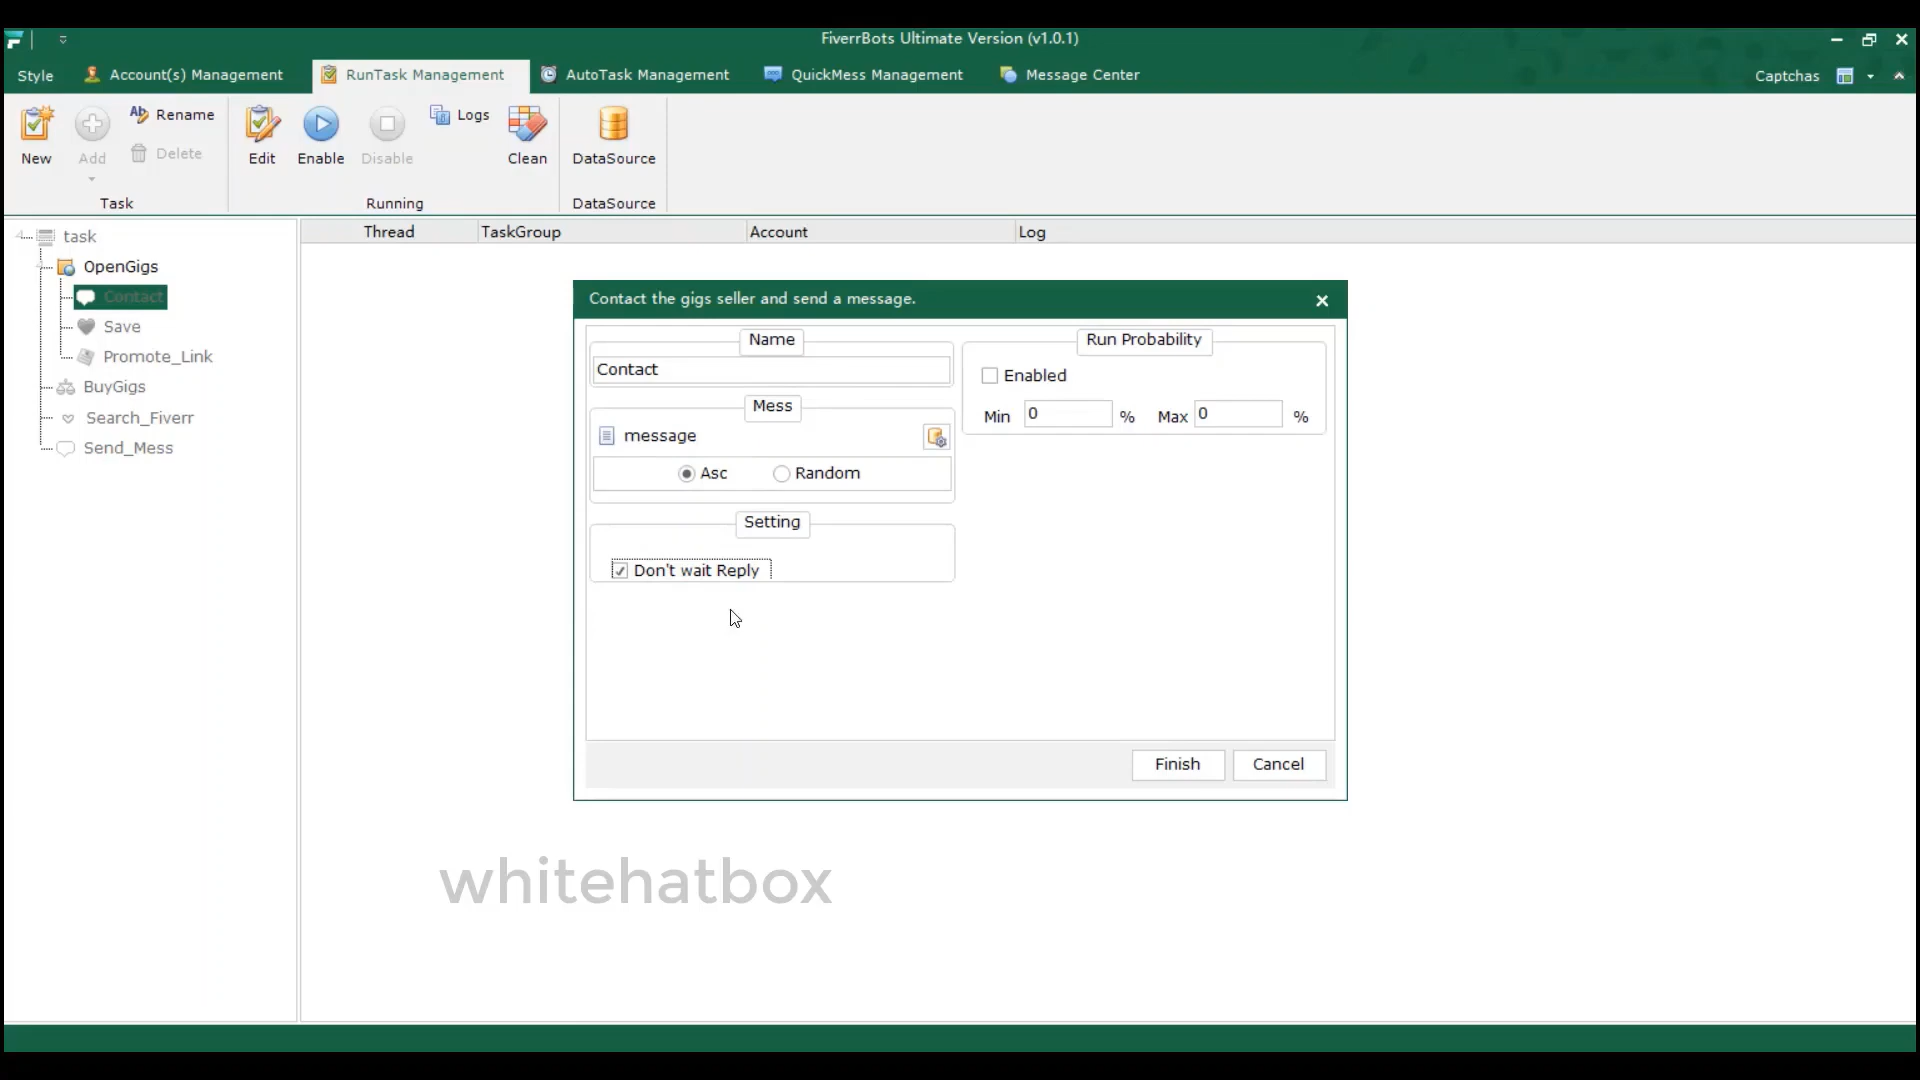 FiverrBots Ultimate Version (v1.0.1)
Style
Account(s) Management
RunTask Management
AutoTask Management
QuickMess Management
Message Center
Captchas
New
Add
Rename
Delete
Edit
Enable
Disable
Logs
Clean
DataSource
Task
Running
DataSource
task
OpenGigs
Contact
Save
Promote_Link
BuyGigs
Search_Fiverr
Send_Mess
Thread
TaskGroup
Account
Log
Contact the gigs seller and send a message.
Name
Contact
Mess
message
Asc
Random
Setting
Don't wait Reply
Run Probability
Enabled
Min 0 % Max 0 %
Finish
Cancel
whitehatbox